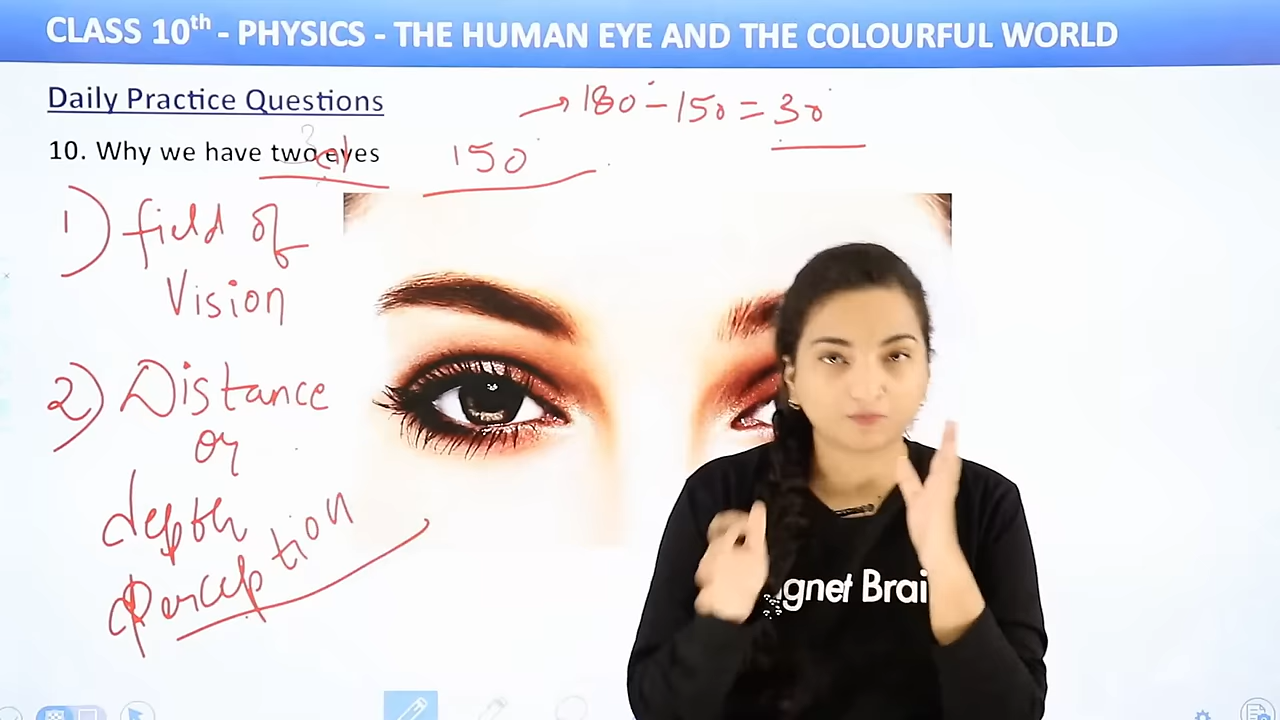 CLASS 10th - PHYSICS - THE HUMAN EYE AND THE COLOURFUL WORLD
Daily Practice Questions
→ 180° - 150 = 30°
10. Why we have two eyes
150°
1) field of
Vision
2) Distance
or
depth
perception
gnet Brai